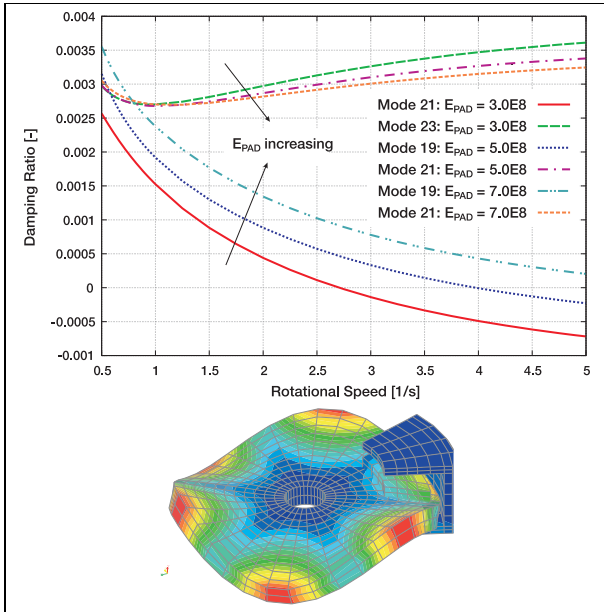 0.004
0.0035
0.003
0.0025
0.002
0.0015
0.001
0.0005
0
-0.0005
-0.001
Damping Ratio [-]
E_PAD increasing
Mode 21: E_PAD = 3.0E8
Mode 23: E_PAD = 3.0E8
Mode 19: E_PAD = 5.0E8
Mode 21: E_PAD = 5.0E8
Mode 19: E_PAD = 7.0E8
Mode 21: E_PAD = 7.0E8
0.5 1 1.5 2 2.5 3 3.5 4 4.5 5
Rotational Speed [1/s]